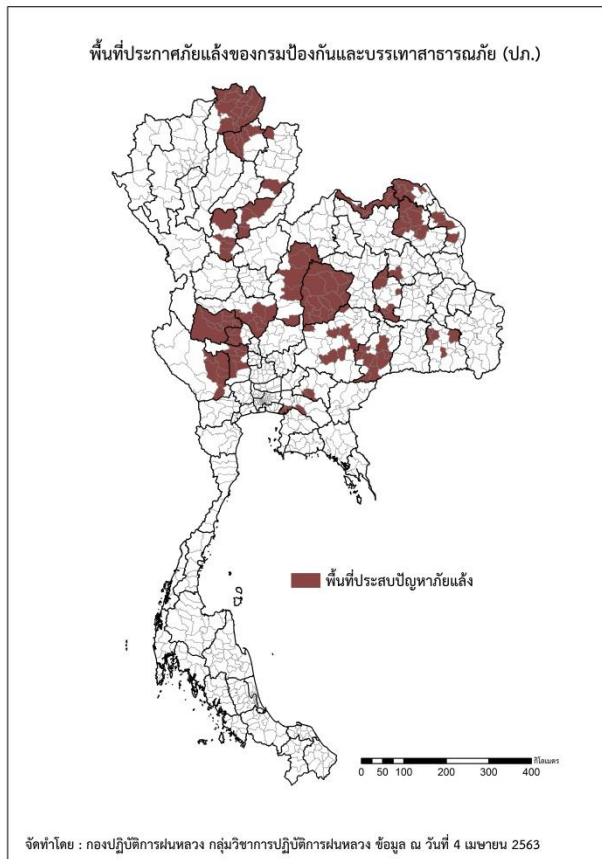 พื้นที่ประกาศภัยแล้งของกรมป้องกันและบรรเทาสาธารณภัย (ปภ.)
พื้นที่ประสบปัญหาภัยแล้ง
กิโลเมตร
0 50 100 200 300 400
จัดทำโดย : กองปฏิบัติการฝนหลวง กลุ่มวิชาการปฏิบัติการฝนหลวง ข้อมูล ณ วันที่ 4 เมษายน 2563